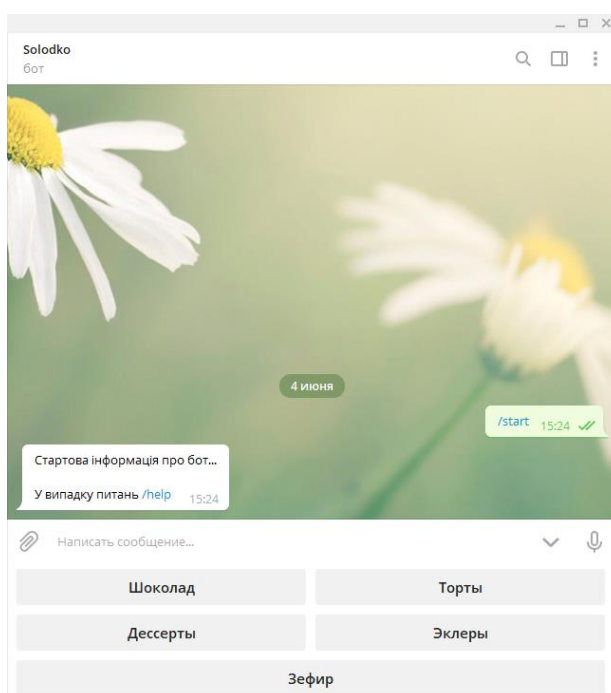 Solodko
бот
4 июня
/start 15:24
Стартова інформація про бот...
У випадку питань /help 15:24
Написать сообщение...
Шоколад Торты
Дессерты Эклеры
Зефир